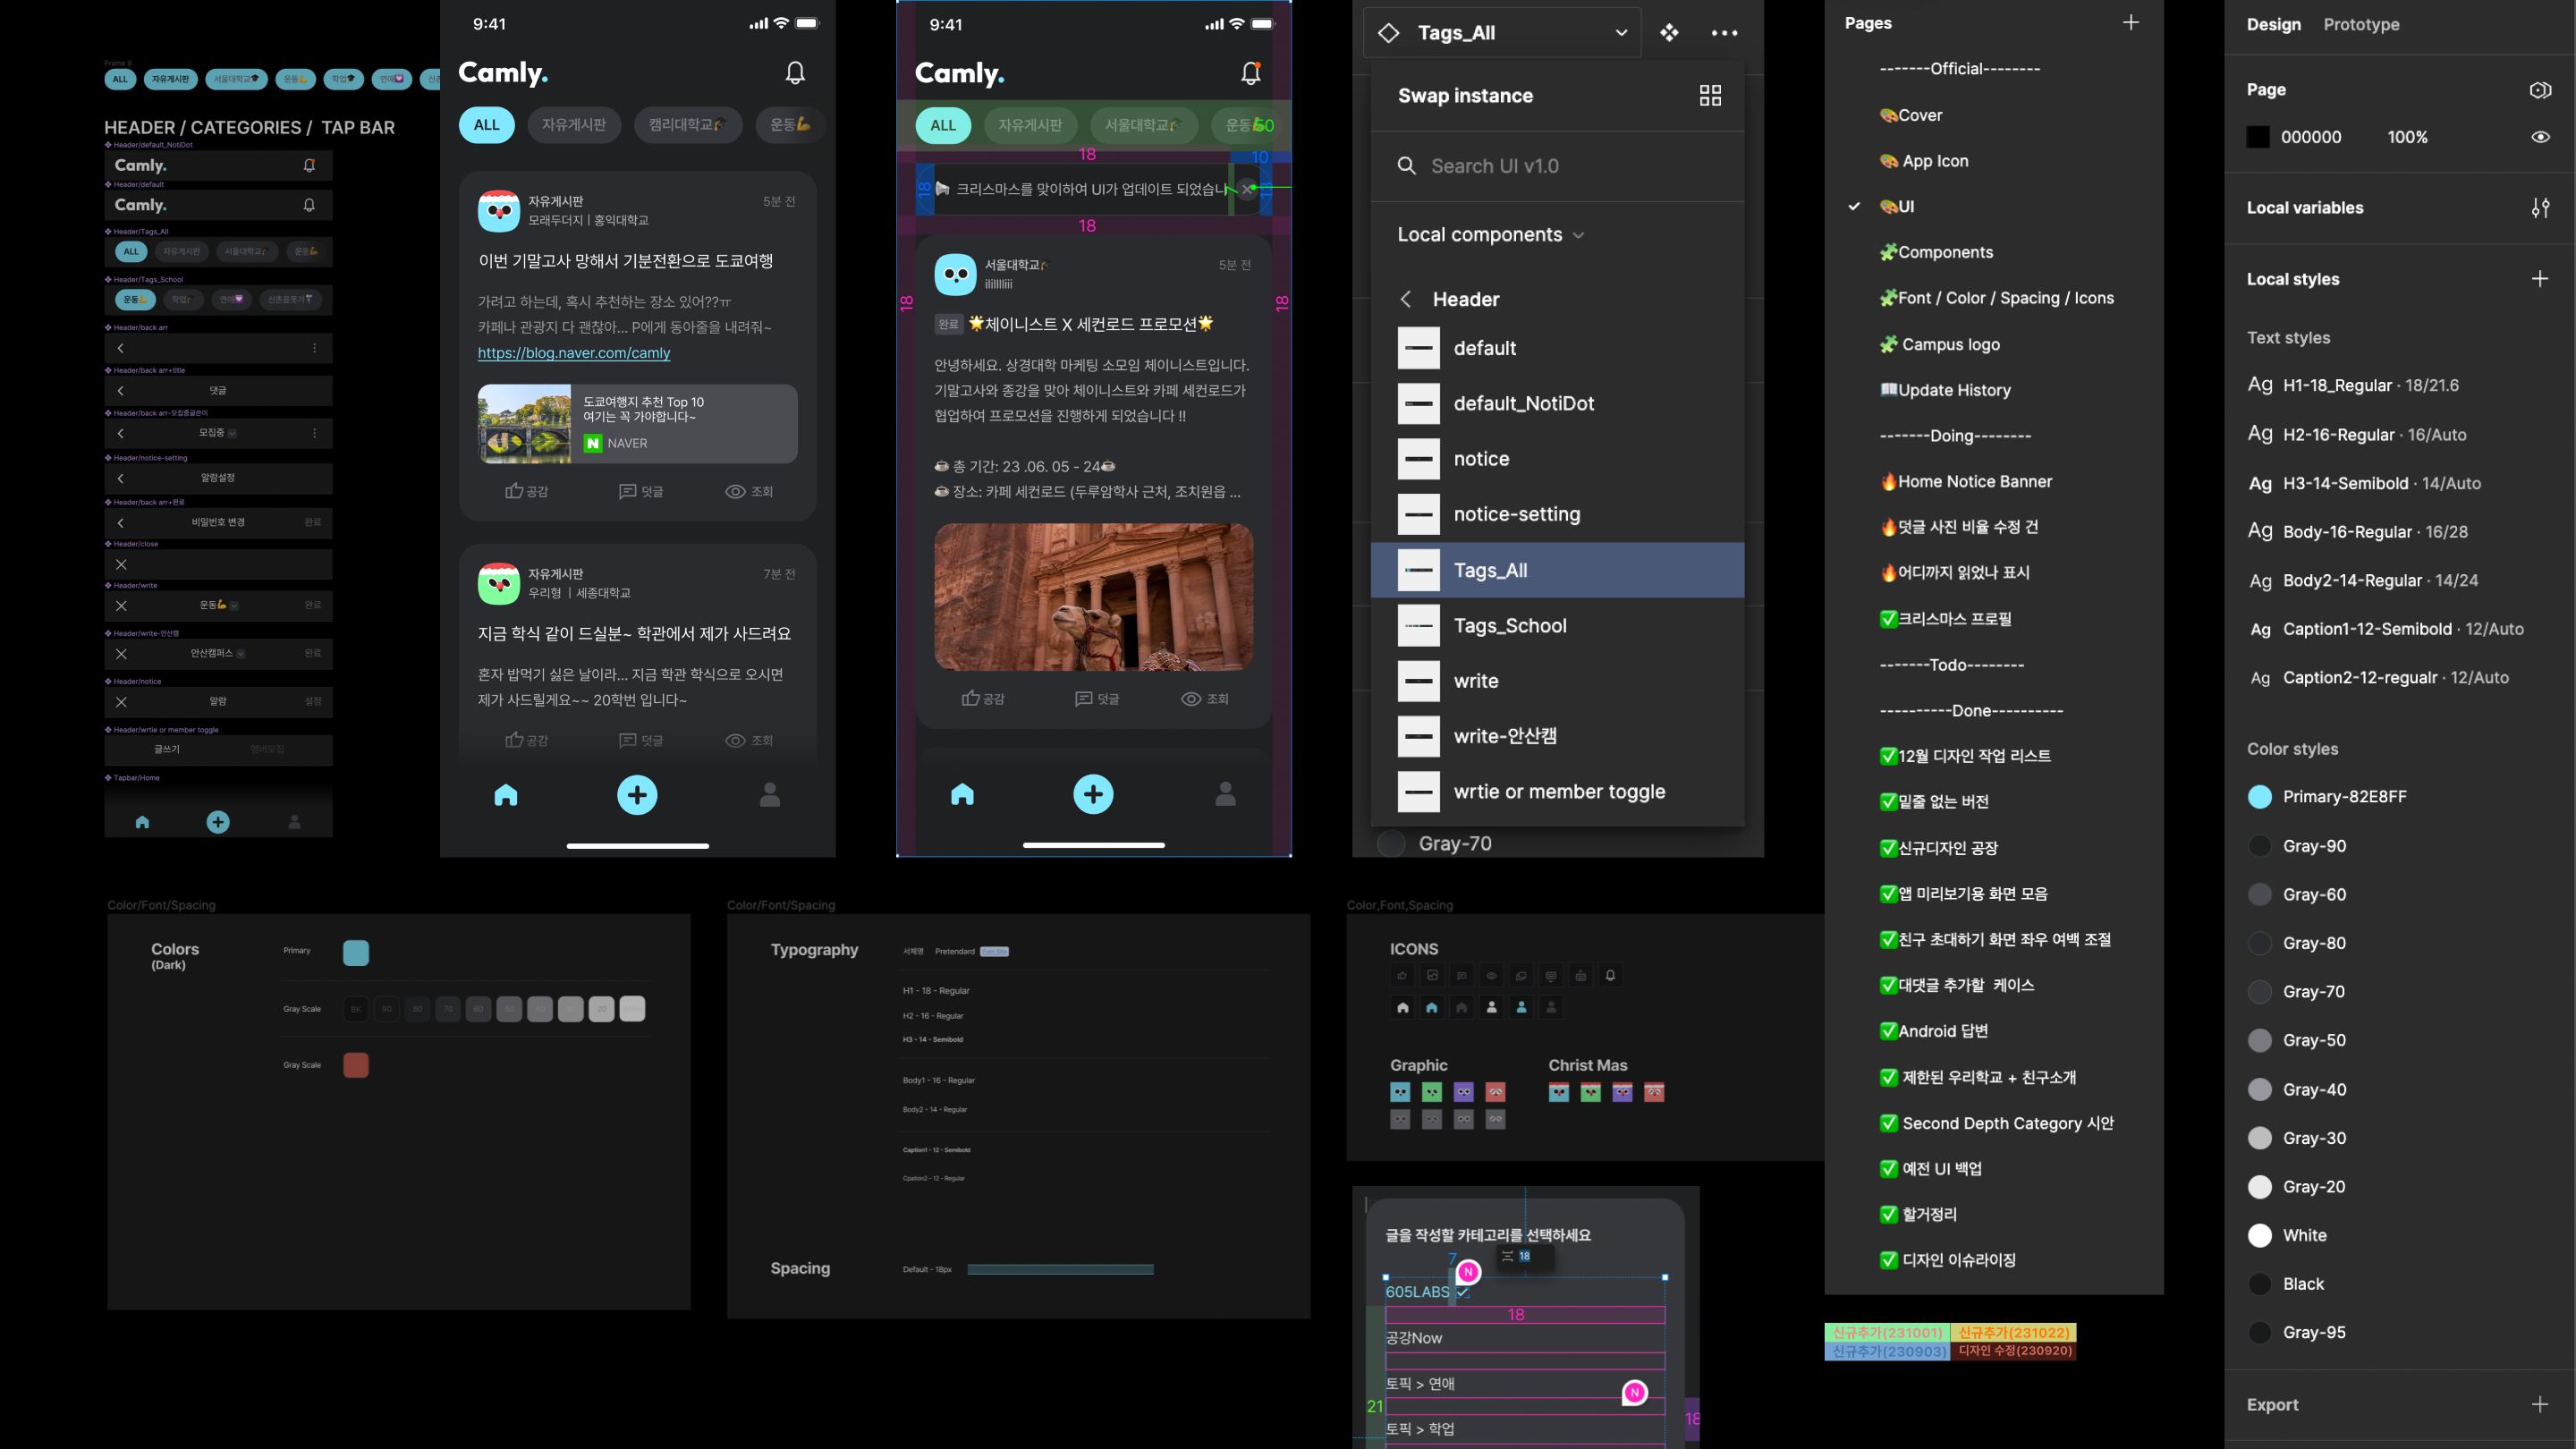 Frame 9
ALL 자유게시판 서울대학교🎓 운동💪 학업🎓 연애💟
HEADER / CATEGORIES / TAP BAR
Header/default_NotiDot
Camly.
Header/default
Camly.
Header/Tags_All
ALL 자유게시판 서울대학교🎓 운동💪
Header/Tags_School
운동💪 학업🎓 연애💟
Header/back arr
Header/back arr+title
댓글
Header/back arr-모집중글쓴이
모집중
Header/notice-setting
알람설정
Header/back arr+완료
비밀번호 변경 완료
Header/close
Header/write
운동💪 완료
Header/write-안산캠
안산캠퍼스 완료
Header/notice
알람 설정
Header/wrtie or member toggle
글쓰기 멤버모집
Tapbar/Home
9:41
Camly.
ALL 자유게시판 캠리대학교🎓 운동💪
자유게시판 5분 전
모래두더지 | 홍익대학교
이번 기말고사 망해서 기분전환으로 도쿄여행
가려고 하는데, 혹시 추천하는 장소 있어??ㅠ
카페나 관광지 다 괜찮아... P에게 동아줄을 내려줘~
https://blog.naver.com/camly
도쿄여행지 추천 Top 10
여기는 꼭 가야합니다~
N NAVER
공감 덧글 조회
자유게시판 7분 전
우리형 | 세종대학교
지금 학식 같이 드실분~ 학관에서 제가 사드려요
혼자 밥먹기 싫은 날이라... 지금 학관 학식으로 오시면
제가 사드릴게요~~ 20학번 입니다~
공감 덧글 조회
9:41
Camly.
ALL 자유게시판 서울대학교🎓 운동💪 50
18 10
18 크리스마스를 맞이하여 UI가 업데이트 되었습니
18
서울대학교🎓 5분 전
ilillllliii
18 18
완료 🌟체이니스트 X 세컨로드 프로모션🌟
안녕하세요. 상경대학 마케팅 소모임 체이니스트입니다.
기말고사와 종강을 맞아 체이니스트와 카페 세컨로드가
협업하여 프로모션을 진행하게 되었습니다 !!
☕ 총 기간: 23 .06. 05 - 24☕
☕ 장소: 카페 세컨로드 (두루암학사 근처, 조치원읍 ...
공감 덧글 조회
Tags_All
Swap instance
Search UI v1.0
Local components
Header
default
default_NotiDot
notice
notice-setting
Tags_All
Tags_School
write
write-안산캠
wrtie or member toggle
Gray-70
Pages
-------Official--------
🎨Cover
🎨 App Icon
🎨UI
🧩Components
🧩Font / Color / Spacing / Icons
🧩 Campus logo
📖Update History
-------Doing--------
🔥Home Notice Banner
🔥덧글 사진 비율 수정 건
🔥어디까지 읽었나 표시
✅크리스마스 프로필
-------Todo--------
----------Done----------
✅12월 디자인 작업 리스트
✅밑줄 없는 버전
✅신규디자인 공장
✅앱 미리보기용 화면 모음
✅친구 초대하기 화면 좌우 여백 조절
✅대댓글 추가할 케이스
✅Android 답변
✅ 제한된 우리학교 + 친구소개
✅ Second Depth Category 시안
✅ 예전 UI 백업
✅ 할거정리
✅ 디자인 이슈라이징
신규추가(231001) 신규추가(231022)
신규추가(230903) 디자인 수정(230920)
Design Prototype
Page
000000 100%
Local variables
Local styles
Text styles
Ag H1-18_Regular · 18/21.6
Ag H2-16-Regular · 16/Auto
Ag H3-14-Semibold · 14/Auto
Ag Body-16-Regular · 16/28
Ag Body2-14-Regular · 14/24
Ag Caption1-12-Semibold · 12/Auto
Ag Caption2-12-regualr · 12/Auto
Color styles
Primary-82E8FF
Gray-90
Gray-60
Gray-80
Gray-70
Gray-50
Gray-40
Gray-30
Gray-20
White
Black
Gray-95
Export
Color/Font/Spacing
Colors
(Dark)
Primary
Gray Scale BK 90 80 70 60 50 20
Gray Scale
Color/Font/Spacing
Typography
서체명 Pretendard
H1 - 18 - Regular
H2 - 16 - Regular
H3 - 14 - Semibold
Body1 - 16 - Regular
Body2 - 14 - Regular
Caption1 - 12 - Semibold
Cpation2 - 12 - Regular
Spacing
Default - 18px
Color,Font,Spacing
ICONS
Graphic
Christ Mas
글을 작성할 카테고리를 선택하세요
7 18
N
605LABS
18
공강Now
토픽 > 연애
N
21 18
토픽 > 학업